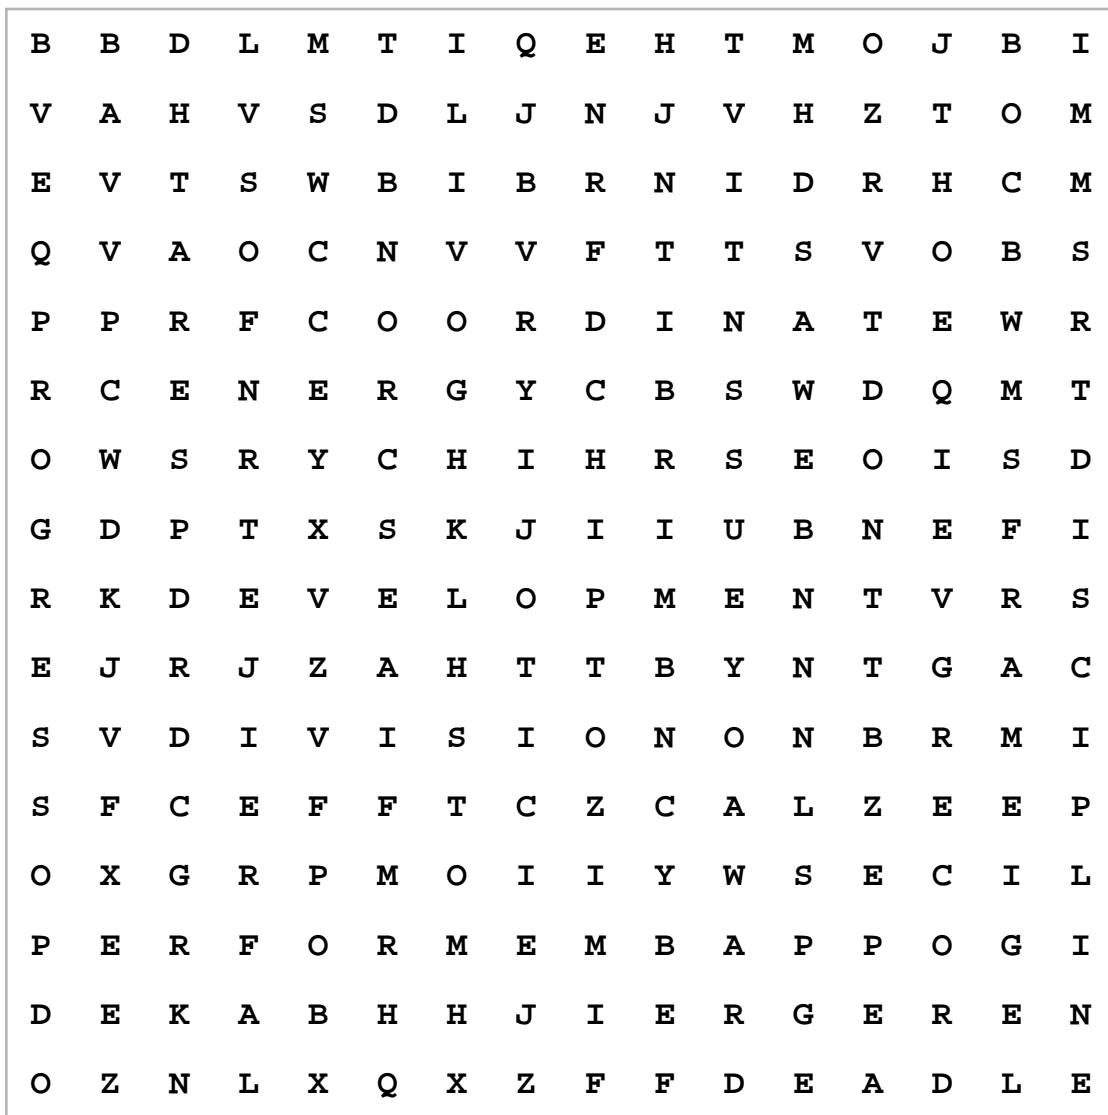 B B D L M T I Q E H T M O J B I
V A H V S D L J N J V H Z T O M
E V T S W B I B R N I D R H C M
Q V A O C N V V F T T S V O B S
P P R F C O O R D I N A T E W R
R C E N E R G Y C B S W D Q M T
O W S R Y C H I H R S E O I S D
G D P T X S K J I I U B N E F I
R K D E V E L O P M E N T V R S
E J R J Z A H T T B Y N T G A C
S V D I V I S I O N O N B R M I
S F C E F F T C Z C A L Z E E P
O X G R P M O I I Y W S E C I L
P E R F O R M E M B A P P O G I
D E K A B H H J I E R G E R E N
O Z N L X Q X Z F F D E A D L E